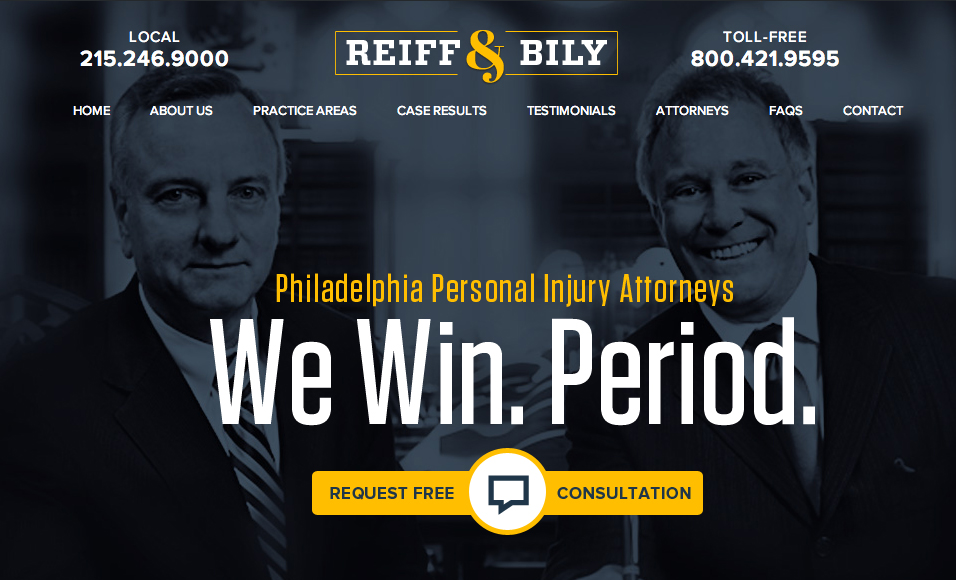 LOCAL
215.246.9000
REIFF & BILY
TOLL-FREE
800.421.9595
HOME ABOUT US PRACTICE AREAS CASE RESULTS TESTIMONIALS ATTORNEYS FAQS CONTACT
Philadelphia Personal Injury Attorneys
We Win. Period.
REQUEST FREE CONSULTATION